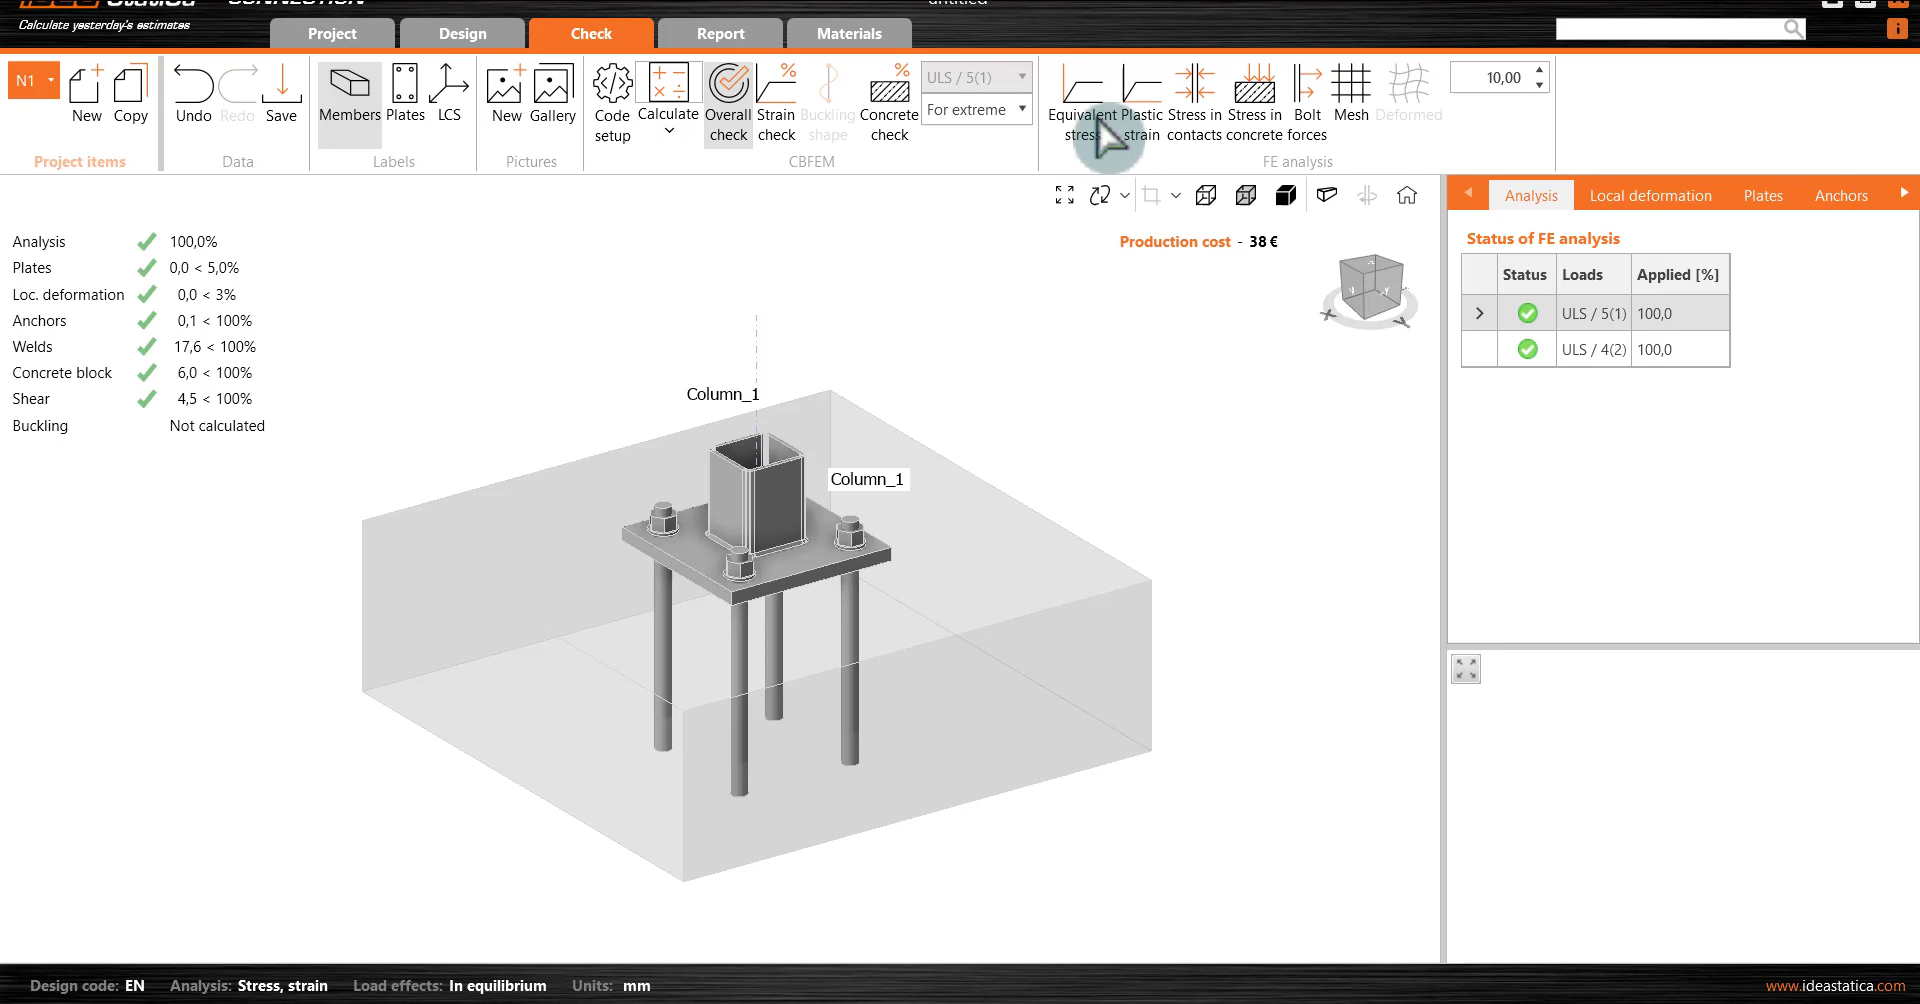 Calculate yesterday's estimates
Project
Design
Check
Report
Materials
N1
New
Copy
Project items
Undo
Redo
Save
Data
Members
Plates
LCS
Labels
New
Gallery
Pictures
Code setup
Calculate
Overall check
Strain check
Buckling shape
Concrete check
ULS / 5(1)
For extreme
CBFEM
Equivalent stress
Plastic strain
Stress in contacts
Stress in concrete
Bolt forces
Mesh
Deformed
10,00
FE analysis
Analysis 100,0%
Plates 0,0 < 5,0%
Loc. deformation 0,0 < 3%
Anchors 0,1 < 100%
Welds 17,6 < 100%
Concrete block 6,0 < 100%
Shear 4,5 < 100%
Buckling Not calculated
Production cost - 38 €
Column_1
Column_1
Analysis
Local deformation
Plates
Anchors
Status of FE analysis
Status Loads Applied [%]
ULS / 5(1) 100,0
ULS / 4(2) 100,0
Design code: EN Analysis: Stress, strain Load effects: In equilibrium Units: mm
www.ideastatica.com